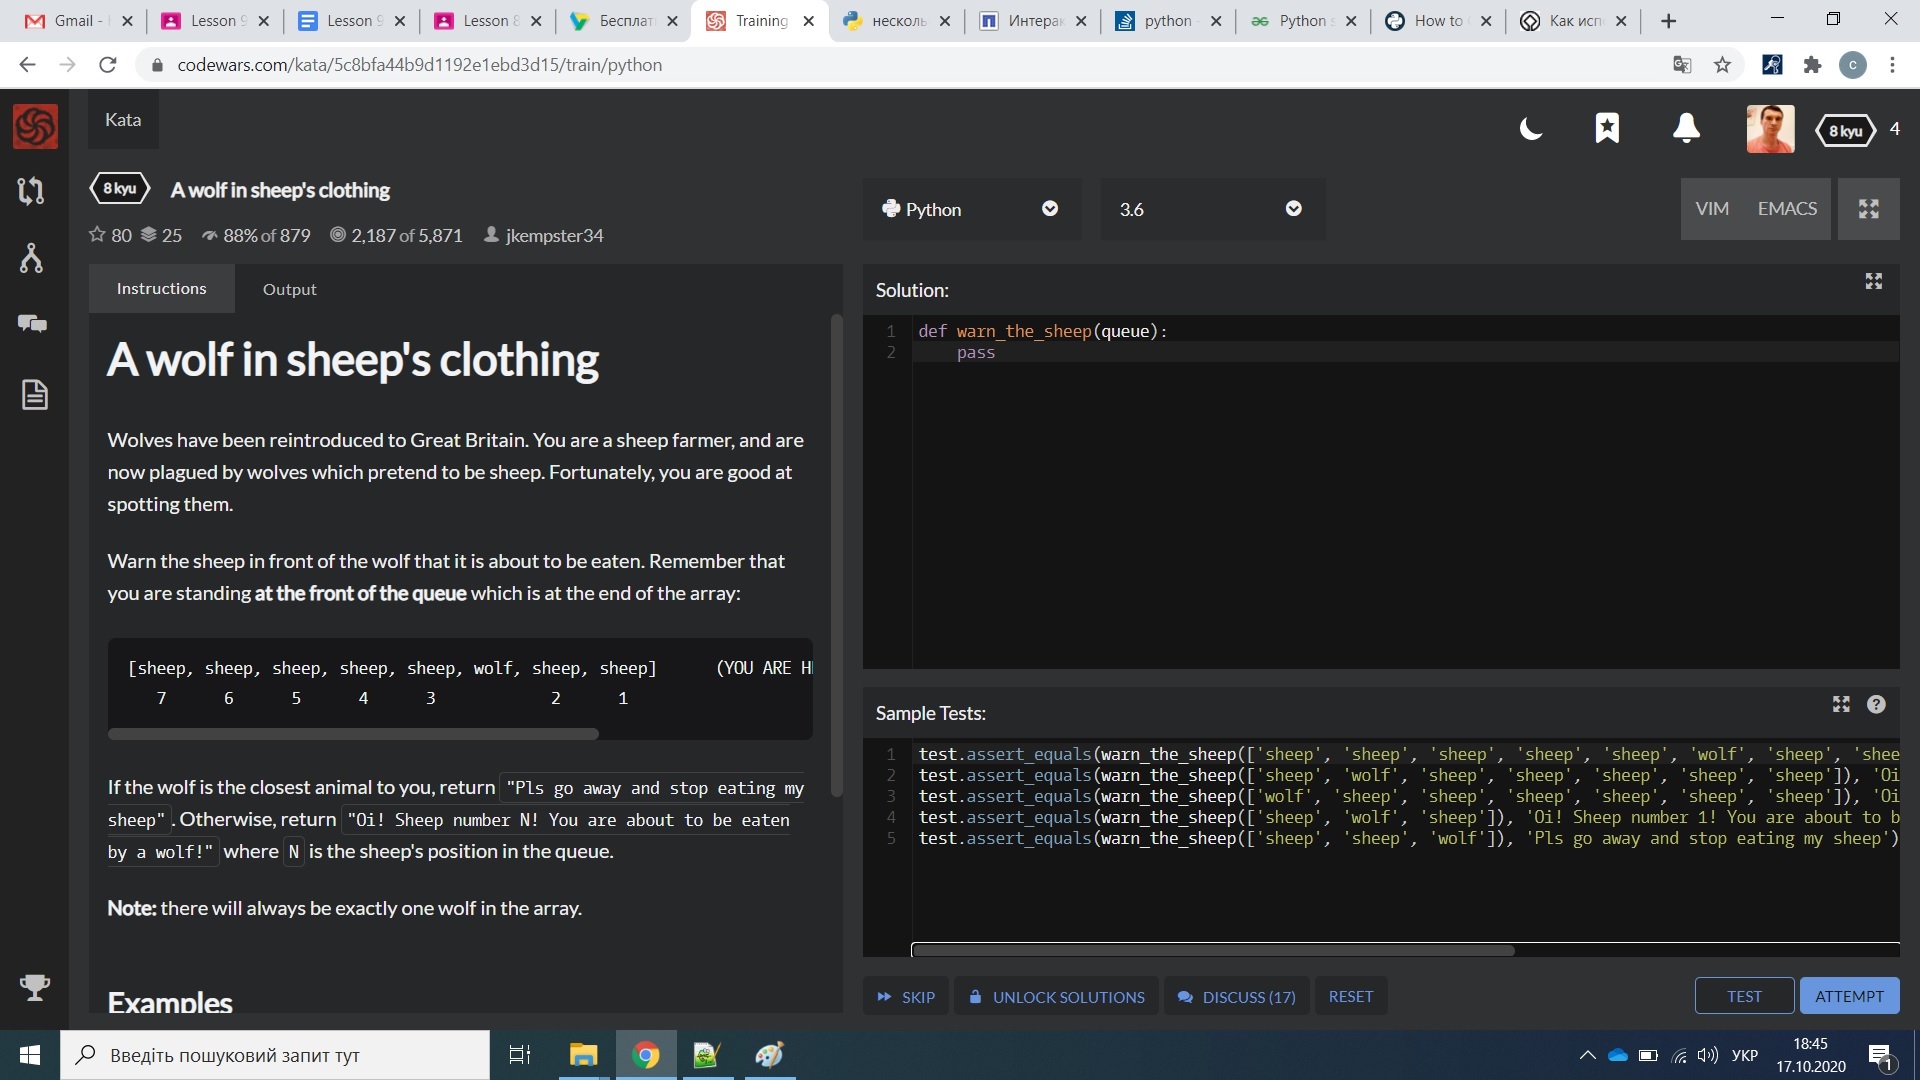 Gmail -
Lesson 9
Lesson 9
Lesson 8
Бесплат
Training
несколь
Интерак
python -
Python s
How to
Как исп
codewars.com/kata/5c8bfa44b9d1192e1ebd3d15/train/python
c
Kata
8 kyu
4
8 kyu
A wolf in sheep's clothing
80
25
88% of 879
2,187 of 5,871
jkempster34
Python
3.6
VIM
EMACS
Instructions
Output
A wolf in sheep's clothing
Wolves have been reintroduced to Great Britain. You are a sheep farmer, and are
now plagued by wolves which pretend to be sheep. Fortunately, you are good at
spotting them.
Warn the sheep in front of the wolf that it is about to be eaten. Remember that
you are standing at the front of the queue which is at the end of the array:
[sheep, sheep, sheep, sheep, sheep, wolf, sheep, sheep] (YOU ARE H
7 6 5 4 3 2 1
If the wolf is the closest animal to you, return "Pls go away and stop eating my
sheep". Otherwise, return "Oi! Sheep number N! You are about to be eaten
by a wolf!" where N is the sheep's position in the queue.
Note: there will always be exactly one wolf in the array.
Examples
Solution:
1 def warn_the_sheep(queue):
2 pass
Sample Tests:
1 test.assert_equals(warn_the_sheep(['sheep', 'sheep', 'sheep', 'sheep', 'sheep', 'wolf', 'sheep', 'shee
2 test.assert_equals(warn_the_sheep(['sheep', 'wolf', 'sheep', 'sheep', 'sheep', 'sheep', 'sheep']), 'Oi
3 test.assert_equals(warn_the_sheep(['wolf', 'sheep', 'sheep', 'sheep', 'sheep', 'sheep', 'sheep']), 'Oi
4 test.assert_equals(warn_the_sheep(['sheep', 'wolf', 'sheep']), 'Oi! Sheep number 1! You are about to b
5 test.assert_equals(warn_the_sheep(['sheep', 'sheep', 'wolf']), 'Pls go away and stop eating my sheep')
SKIP
UNLOCK SOLUTIONS
DISCUSS (17)
RESET
TEST
ATTEMPT
Введіть пошуковий запит тут
УКР
18:45
17.10.2020
1